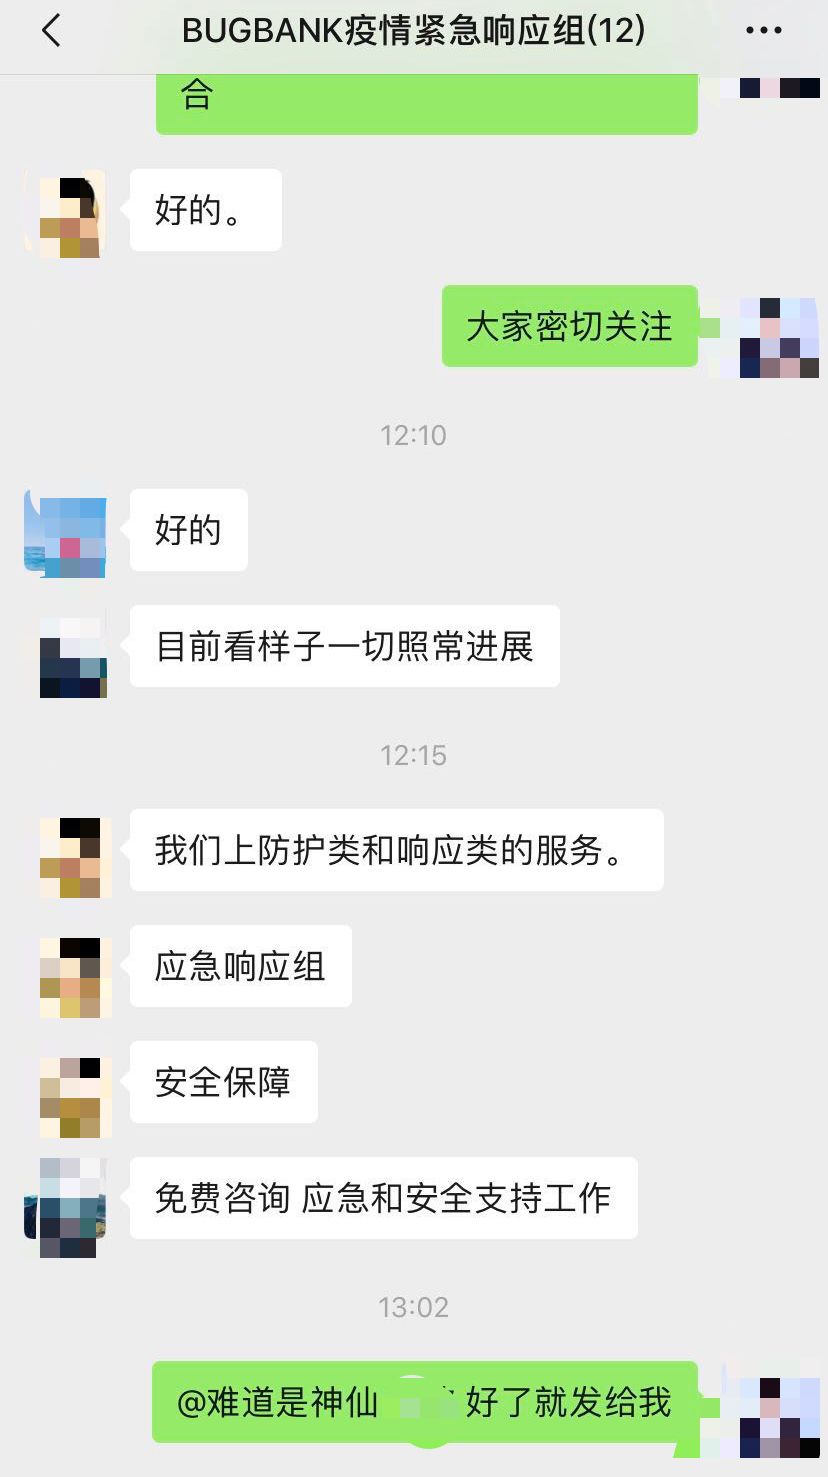 BUGBANK疫情紧急响应组(12)
合
好的。
大家密切关注
12:10
好的
目前看样子一切照常进展
12:15
我们上防护类和响应类的服务。
应急响应组
安全保障
免费咨询 应急和安全支持工作
13:02
@难道是神仙 好了就发给我